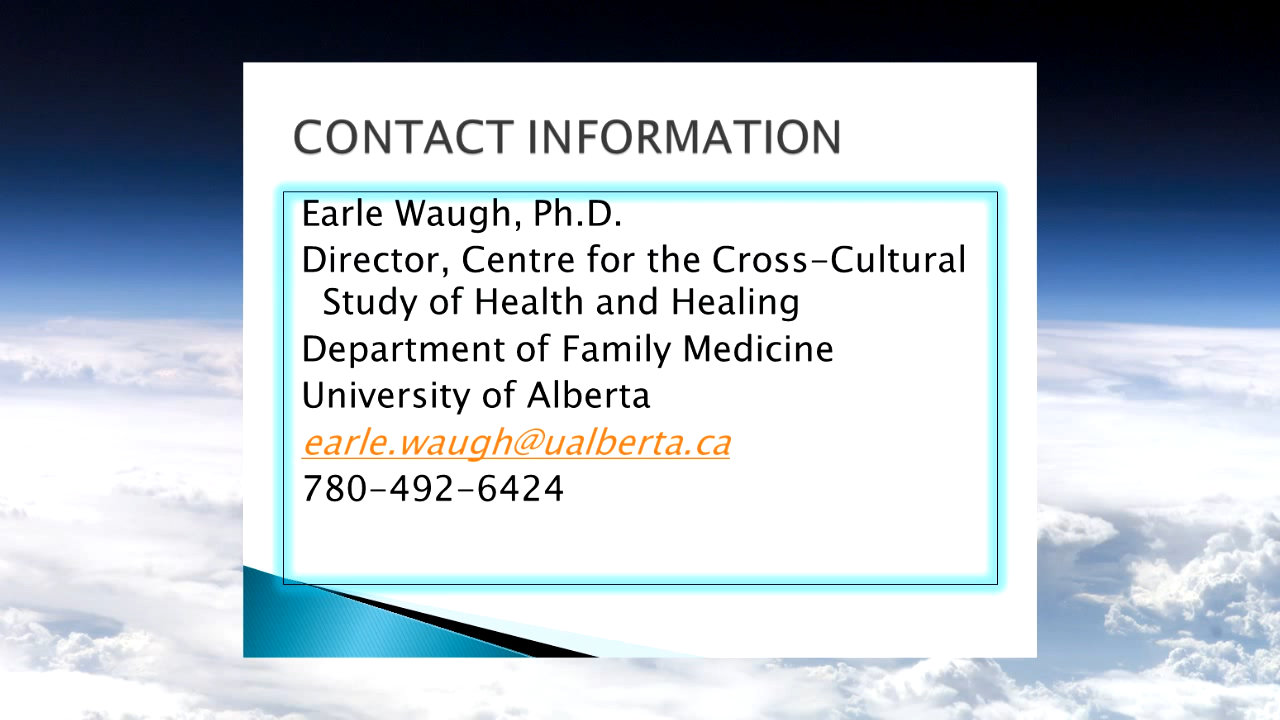 CONTACT INFORMATION
Earle Waugh, Ph.D.
Director, Centre for the Cross-Cultural
Study of Health and Healing
Department of Family Medicine
University of Alberta
earle.waugh@ualberta.ca
780-492-6424